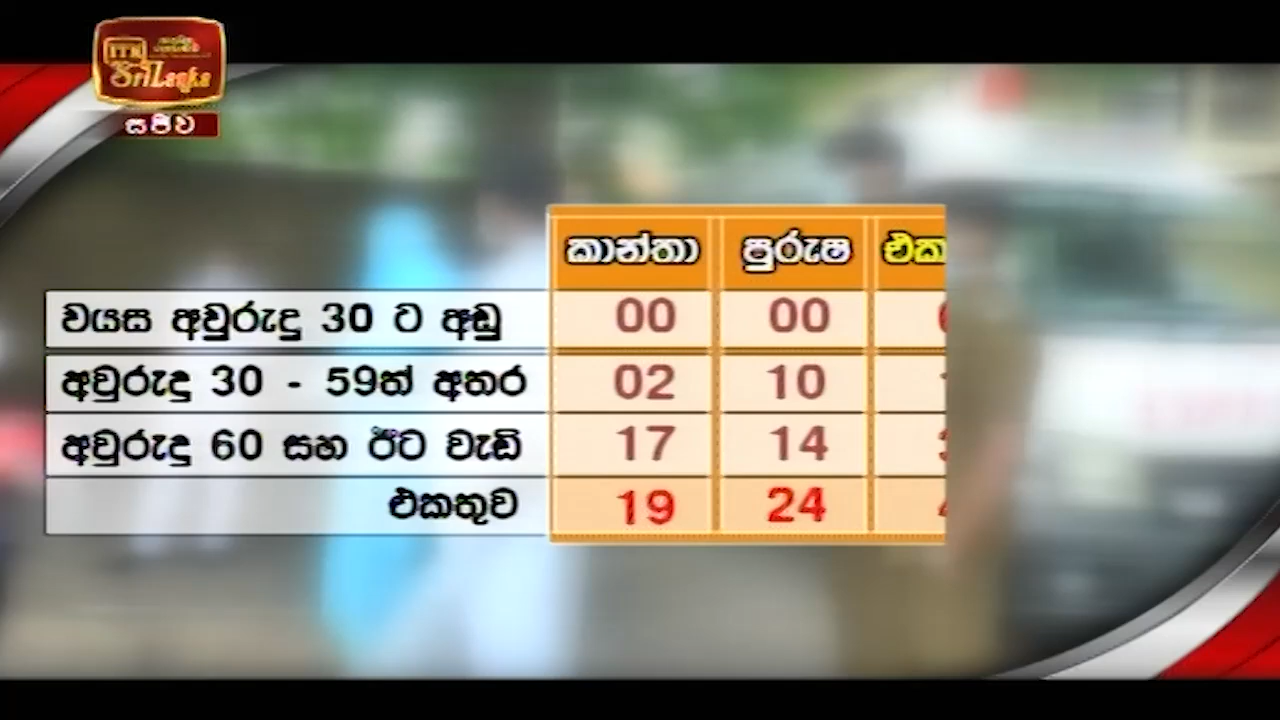 ITN
SriLanka
සජීව
කාන්තා පුරුෂ එක
වයස අවුරුදු 30 ට අඩු 00 00
අවුරුදු 30 - 59ත් අතර 02 10
අවුරුදු 60 සහ ඊට වැඩි 17 14
එකතුව 19 24